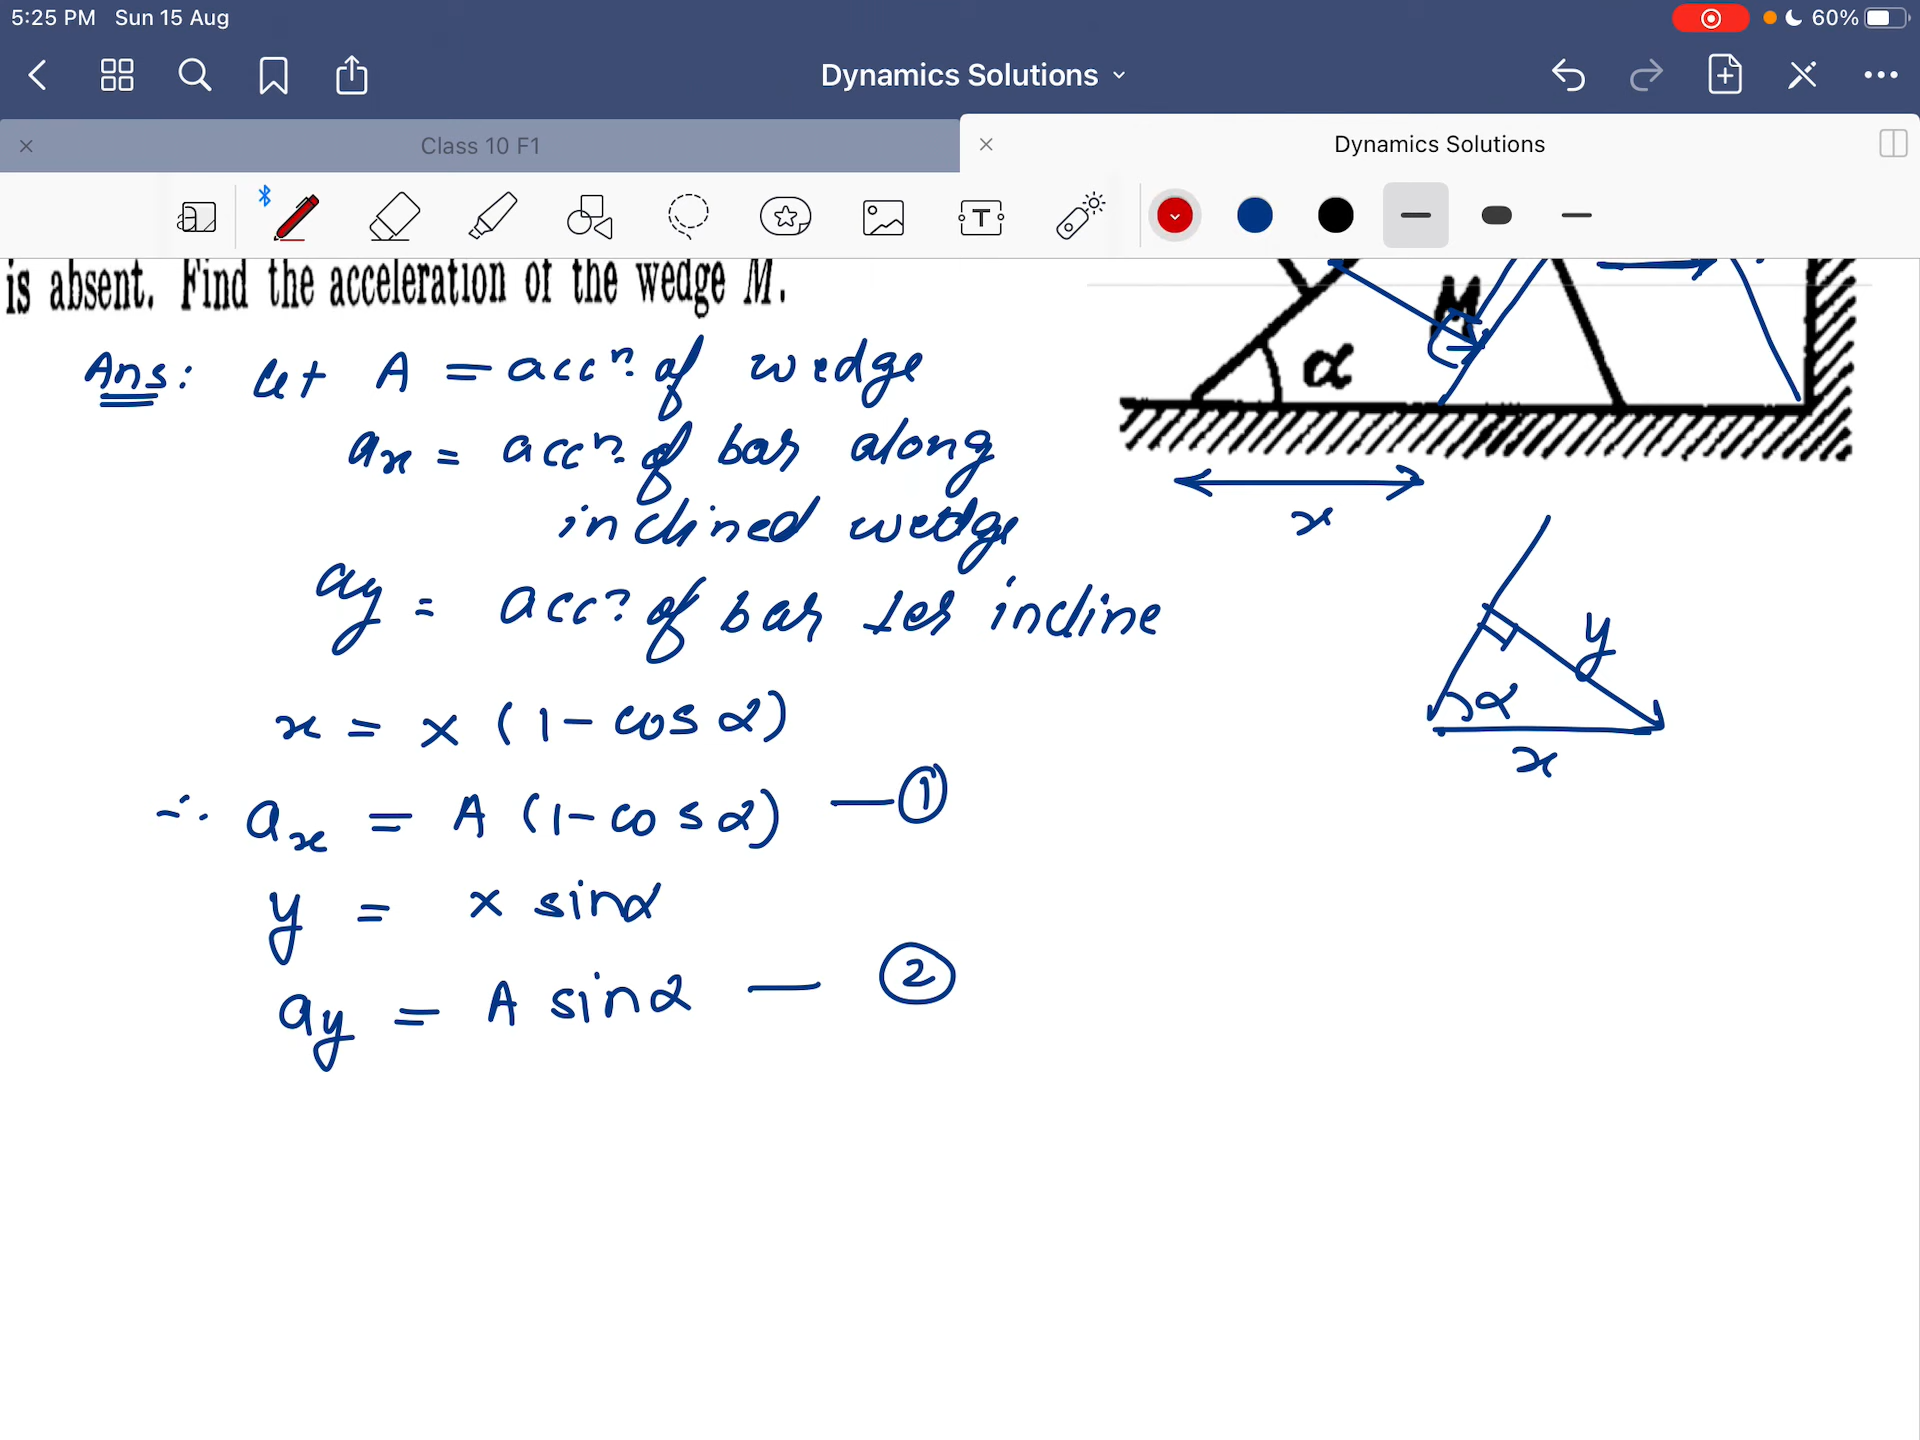 5:25 PM Sun 15 Aug
60%
Dynamics Solutions
Class 10 F1
Dynamics Solutions
is absent. Find the acceleration of the wedge M.
M
α
x
Ans: let A = accⁿ. of wedge
aₓ = accⁿ. of bar along
inclined wedge
a_y = accⁿ. of bar ⊥er incline
y
α
x
x = x (1 - cos α)
∴ aₓ = A (1 - cos α) — ①
y = x sinα
a_y = A sinα — ②